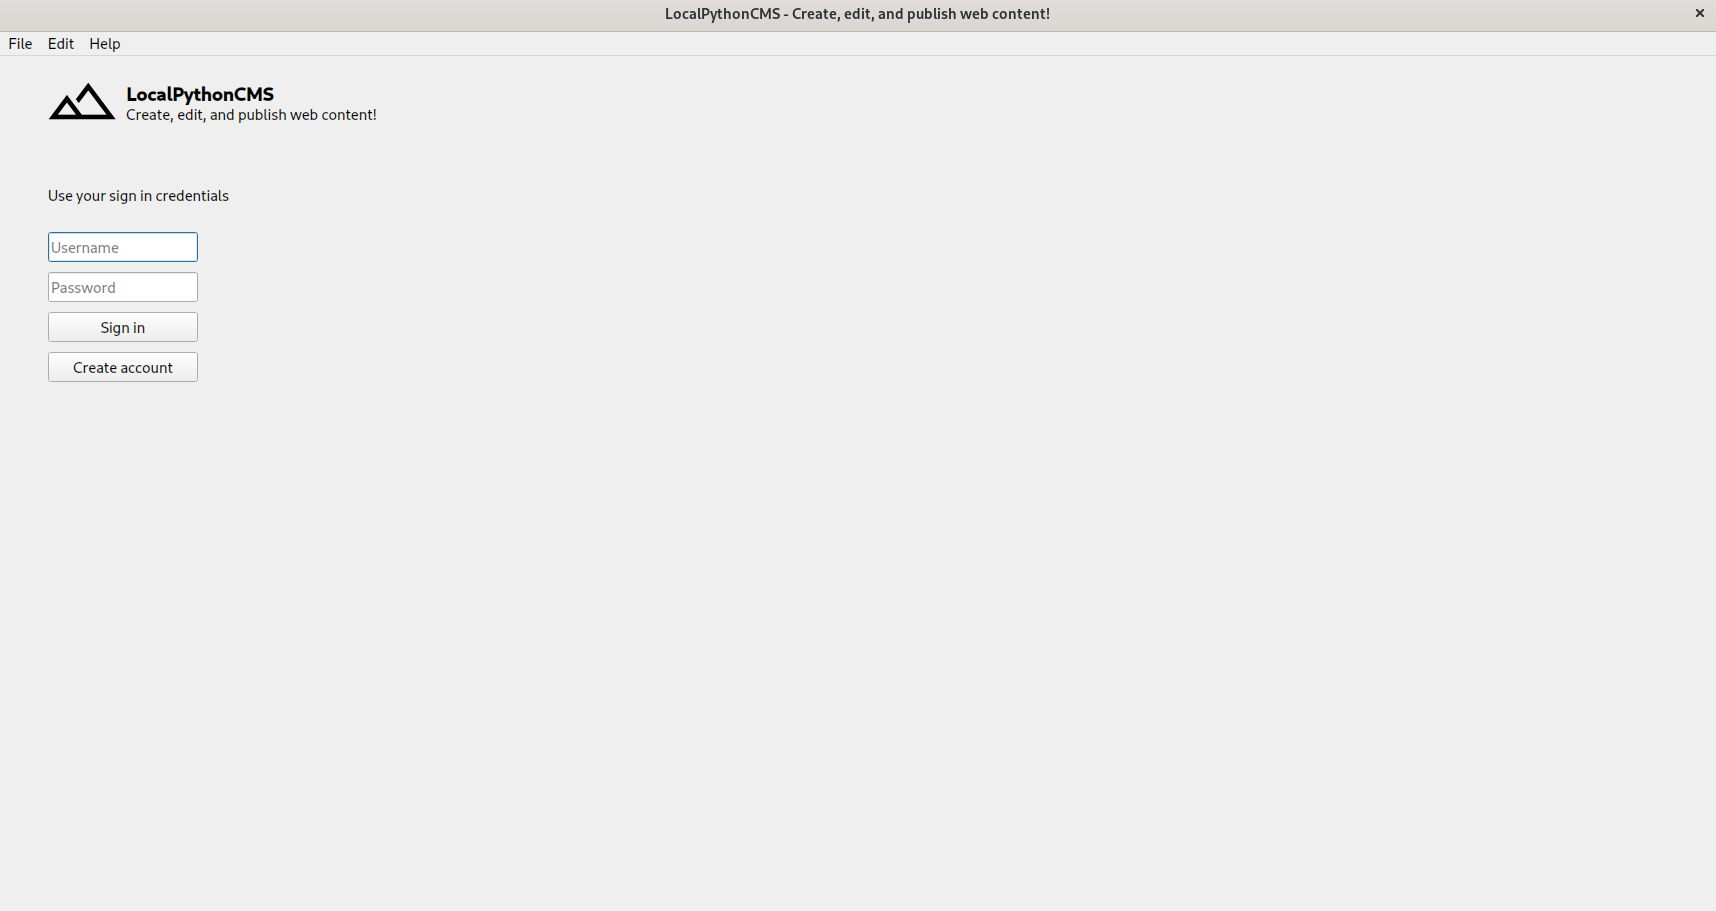 LocalPythonCMS - Create, edit, and publish web content!
×
File Edit Help
LocalPythonCMS
Create, edit, and publish web content!
Use your sign in credentials
Username
Password
Sign in
Create account